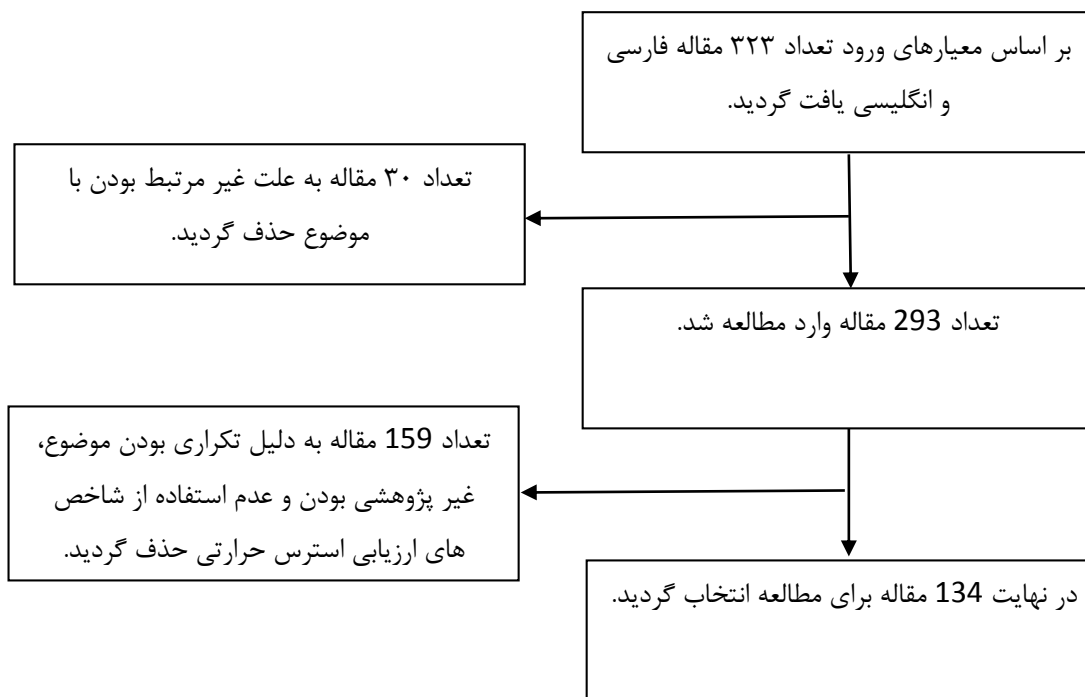 بر اساس معیارهای ورود تعداد ۳۲۳ مقاله فارسی
و انگلیسی یافت گردید.
تعداد ۳۰ مقاله به علت غیر مرتبط بودن با
موضوع حذف گردید.
تعداد 293 مقاله وارد مطالعه شد.
تعداد 159 مقاله به دلیل تکراری بودن موضوع،
غیر پژوهشی بودن و عدم استفاده از شاخص
های ارزیابی استرس حرارتی حذف گردید.
در نهایت 134 مقاله برای مطالعه انتخاب گردید.